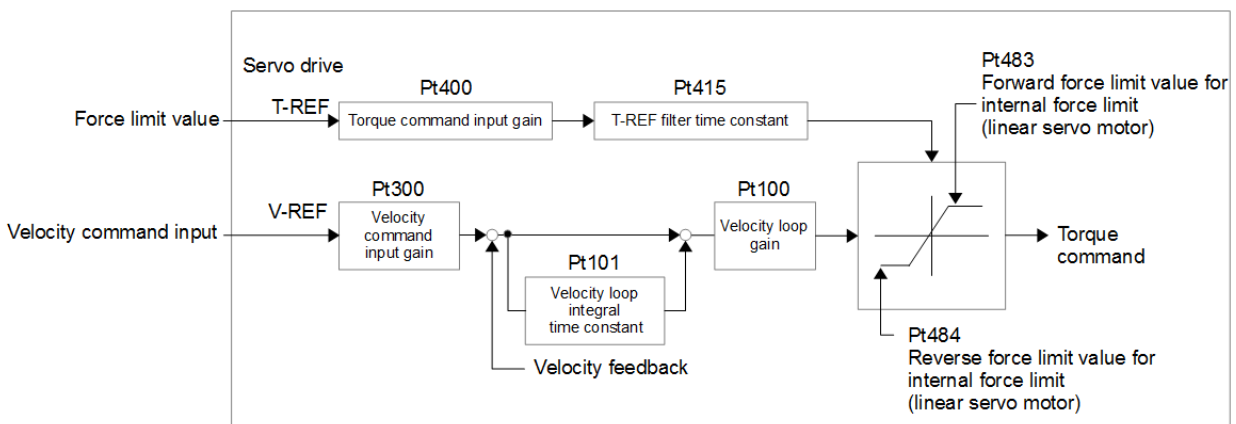 Servo drive
Pt483
Forward force limit value for
internal force limit
(linear servo motor)
Pt400
Pt415
T-REF
Force limit value
Torque command input gain
T-REF filter time constant
Pt300
Pt100
V-REF
Velocity command input
Velocity
command
input gain
Velocity loop
gain
Torque
command
Pt101
Velocity loop
integral
time constant
Velocity feedback
Pt484
Reverse force limit value for
internal force limit
(linear servo motor)